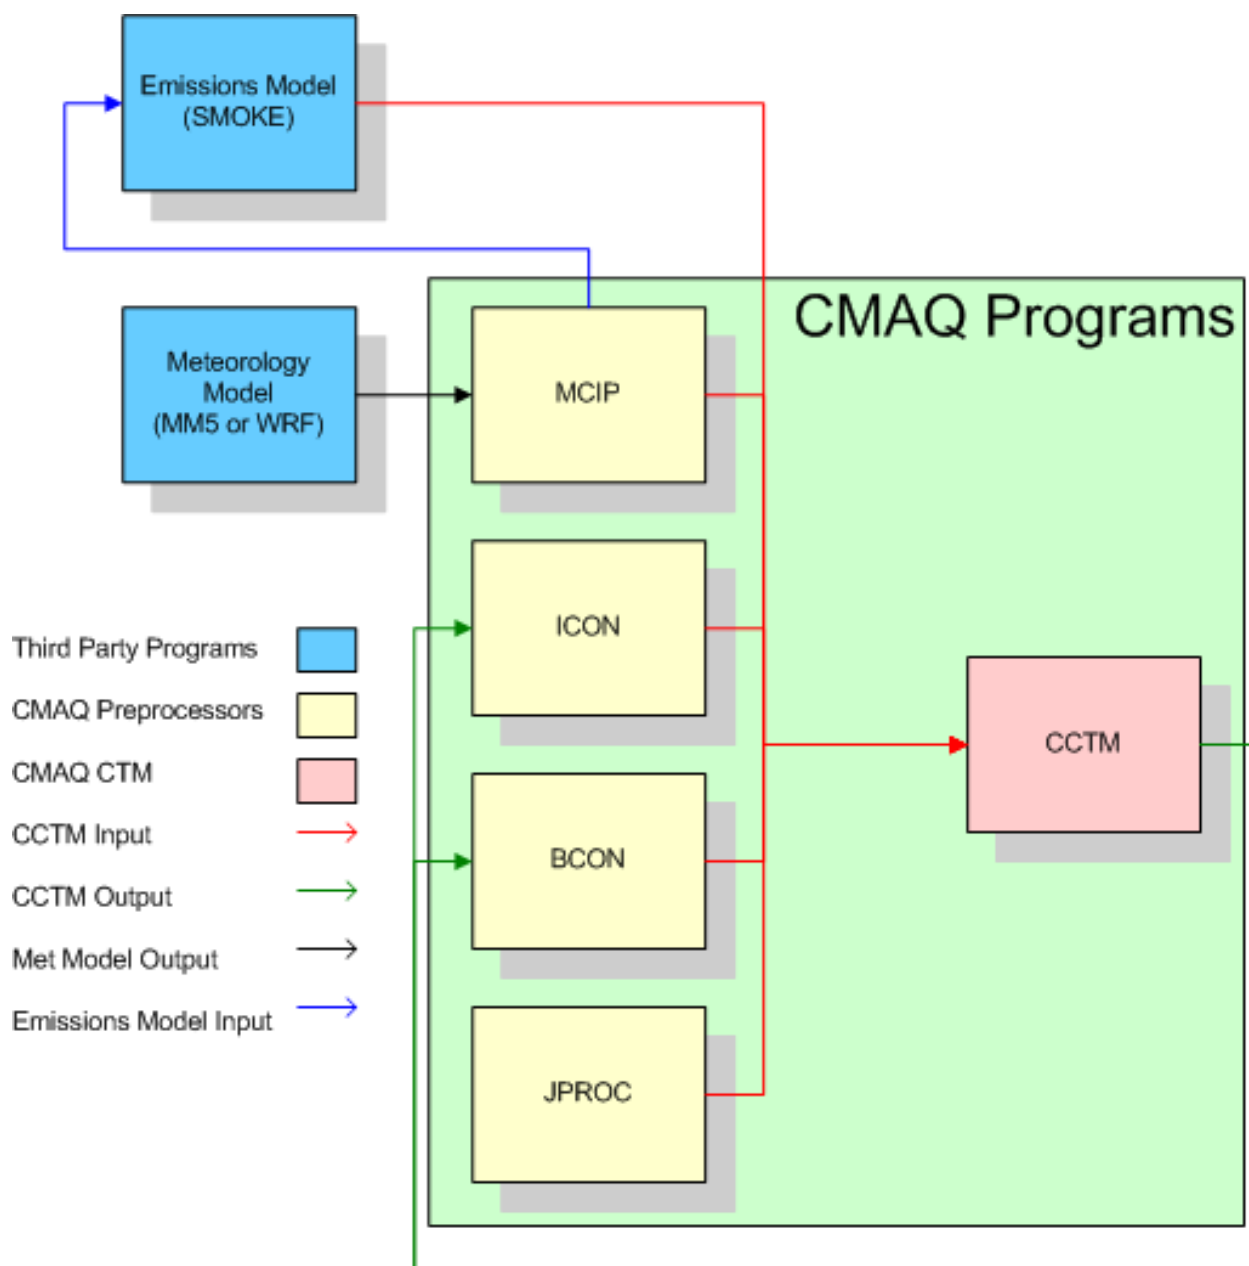 Emissions Model
(SMOKE)
CMAQ Programs
Meteorology
Model
(MM5 or WRF)
MCIP
ICON
Third Party Programs
CMAQ Preprocessors
CMAQ CTM
CCTM
CCTM Input
BCON
CCTM Output
Met Model Output
Emissions Model Input
JPROC